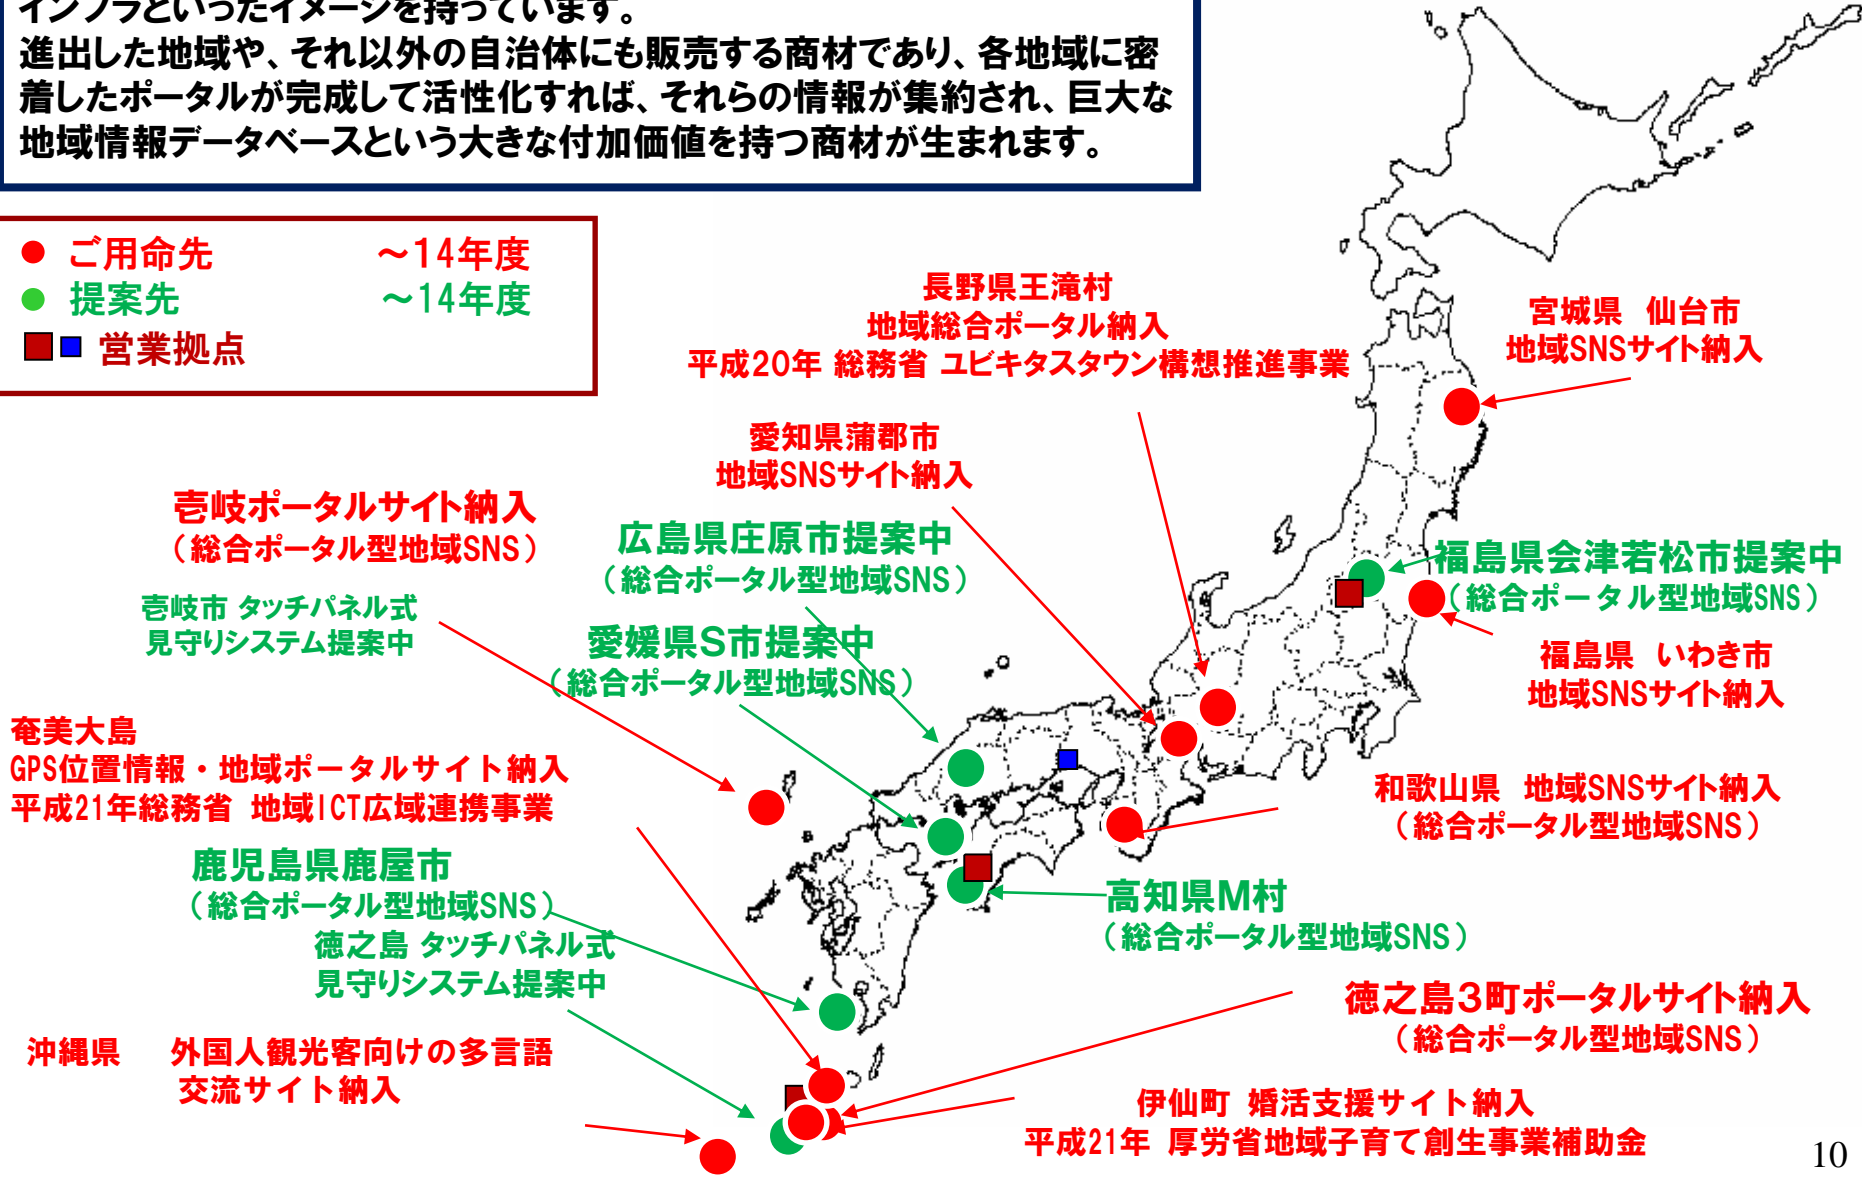 インフラといったイメージを持っています。
進出した地域や、それ以外の自治体にも販売する商材であり、各地域に密
着したポータルが完成して活性化すれば、それらの情報が集約され、巨大な
地域情報データベースという大きな付加価値を持つ商材が生まれます。
ご用命先 ～14年度
提案先 ～14年度
営業拠点
長野県王滝村
地域総合ポータル納入
平成20年 総務省 ユビキタスタウン構想推進事業
宮城県 仙台市
地域SNSサイト納入
愛知県蒲郡市
地域SNSサイト納入
壱岐ポータルサイト納入
（総合ポータル型地域SNS）
広島県庄原市提案中
（総合ポータル型地域SNS）
福島県会津若松市提案中
（総合ポータル型地域SNS）
壱岐市 タッチパネル式
見守りシステム提案中
愛媛県S市提案中
（総合ポータル型地域SNS）
福島県 いわき市
地域SNSサイト納入
奄美大島
GPS位置情報・地域ポータルサイト納入
平成21年総務省 地域ICT広域連携事業
和歌山県 地域SNSサイト納入
（総合ポータル型地域SNS）
鹿児島県鹿屋市
（総合ポータル型地域SNS）
高知県M村
（総合ポータル型地域SNS）
徳之島 タッチパネル式
見守りシステム提案中
徳之島3町ポータルサイト納入
（総合ポータル型地域SNS）
沖縄県 外国人観光客向けの多言語
交流サイト納入
伊仙町 婚活支援サイト納入
平成21年 厚労省地域子育て創生事業補助金
10